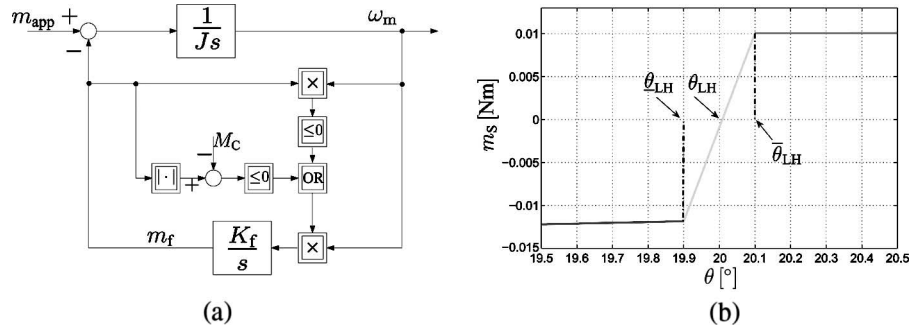 m_app + 1/Js ω_m
−
×
≤0
− M_C
|·| + ≤0 OR
m_f K_f/s ×
(a)
m_S [Nm]
0.01
0.005
0
−0.005
−0.01
−0.015
θ̲_LH θ_LH
θ̅_LH
19.5 19.6 19.7 19.8 19.9 20 20.1 20.2 20.3 20.4 20.5
θ [°]
(b)